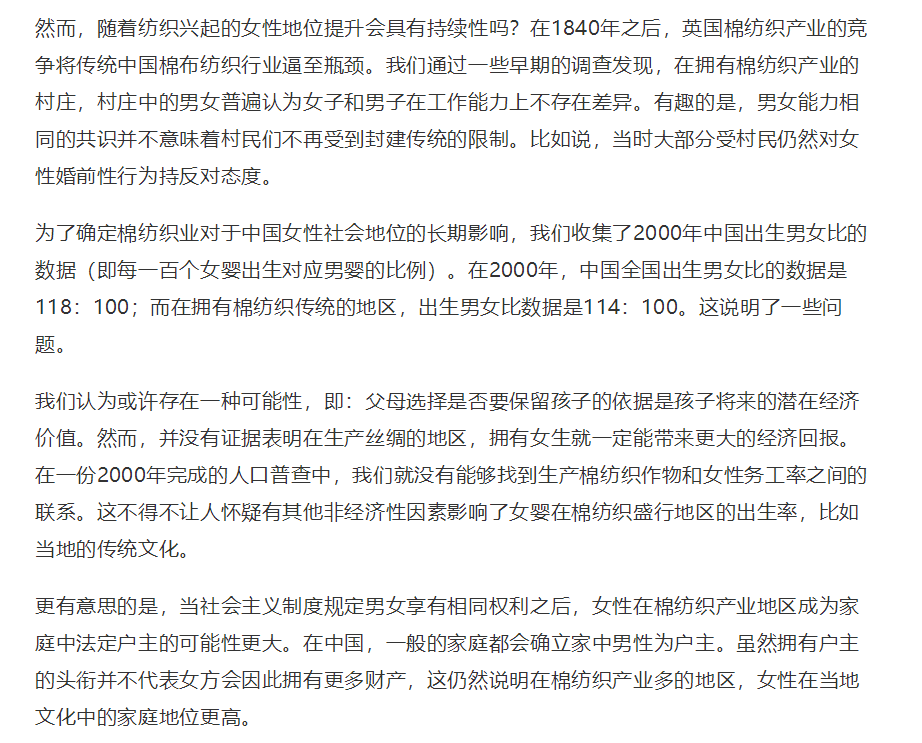 然而，随着纺织兴起的女性地位提升会具有持续性吗？在1840年之后，英国棉纺织产业的竞
争将传统中国棉布纺织行业逼至瓶颈。我们通过一些早期的调查发现，在拥有棉纺织产业的
村庄，村庄中的男女普遍认为女子和男子在工作能力上不存在差异。有趣的是，男女能力相
同的共识并不意味着村民们不再受到封建传统的限制。比如说，当时大部分受村民仍然对女
性婚前性行为持反对态度。
为了确定棉纺织业对于中国女性社会地位的长期影响，我们收集了2000年中国出生男女比的
数据（即每一百个女婴出生对应男婴的比例）。在2000年，中国全国出生男女比的数据是
118：100；而在拥有棉纺织传统的地区，出生男女比数据是114：100。这说明了一些问
题。
我们认为或许存在一种可能性，即：父母选择是否要保留孩子的依据是孩子将来的潜在经济
价值。然而，并没有证据表明在生产丝绸的地区，拥有女生就一定能带来更大的经济回报。
在一份2000年完成的人口普查中，我们就没有能够找到生产棉纺织作物和女性务工率之间的
联系。这不得不让人怀疑有其他非经济性因素影响了女婴在棉纺织盛行地区的出生率，比如
当地的传统文化。
更有意思的是，当社会主义制度规定男女享有相同权利之后，女性在棉纺织产业地区成为家
庭中法定户主的可能性更大。在中国，一般的家庭都会确立家中男性为户主。虽然拥有户主
的头衔并不代表女方会因此拥有更多财产，这仍然说明在棉纺织产业多的地区，女性在当地
文化中的家庭地位更高。